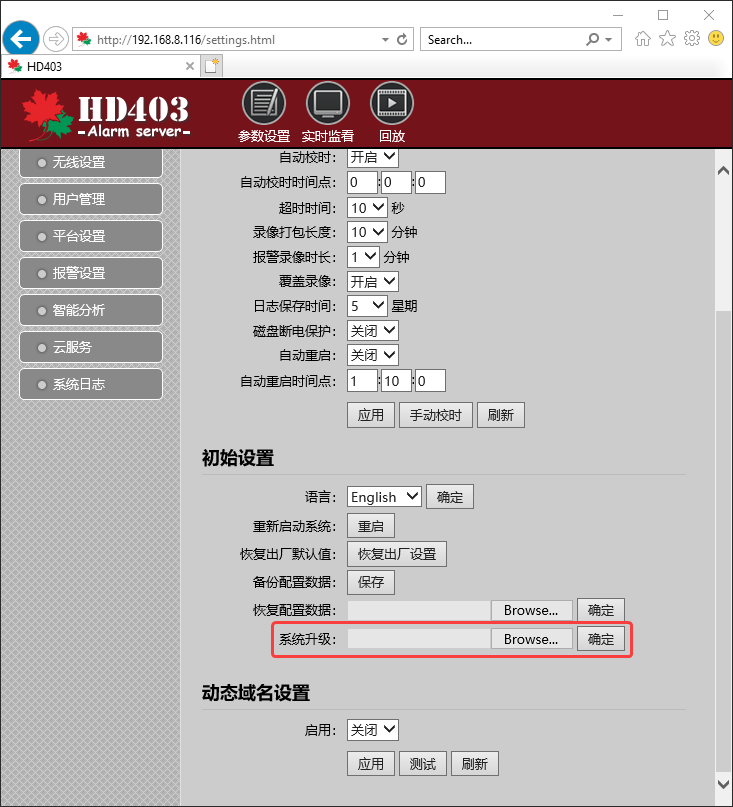 http://192.168.8.116/settings.html
Search...
HD403
HD403
-Alarm server-
参数设置 实时监看 回放
无线设置
用户管理
平台设置
报警设置
智能分析
云服务
系统日志
自动校时: 开启
自动校时时间点: 0 : 0 : 0
超时时间: 10 秒
录像打包长度: 10 分钟
报警录像时长: 1 分钟
覆盖录像: 开启
日志保存时间: 5 星期
磁盘断电保护: 关闭
自动重启: 关闭
自动重启时间点: 1 : 10 : 0
应用 手动校时 刷新
初始设置
语言: English 确定
重新启动系统: 重启
恢复出厂默认值: 恢复出厂设置
备份配置数据: 保存
恢复配置数据: Browse... 确定
系统升级: Browse... 确定
动态域名设置
启用: 关闭
应用 测试 刷新